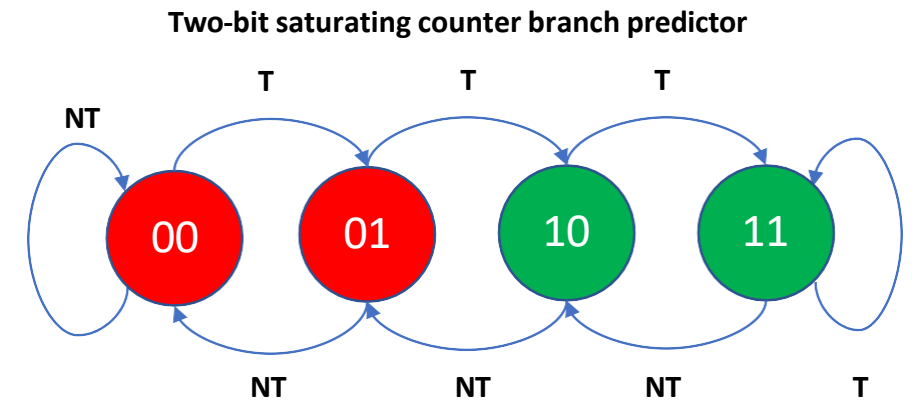 Two-bit saturating counter branch predictor
T T T
NT
00 01 10 11
NT NT NT T